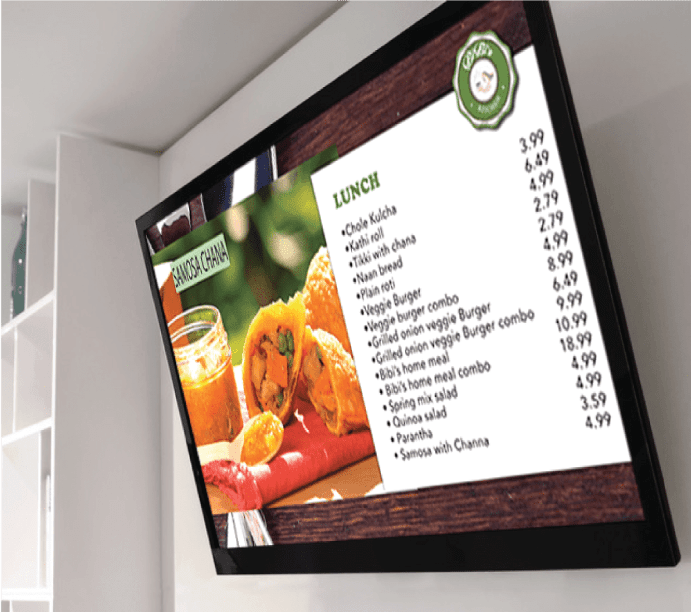 BiBi's
KITCHEN
SAMOSA CHANA
LUNCH
•Chole Kulcha 3.99
•Kathi roll 6.49
•Tikki with chana 4.99
•Naan bread 2.79
•Plain roti 2.79
•Veggie Burger 4.99
•Veggie burger combo 8.99
•Grilled onion veggie Burger 6.49
•Grilled onion veggie Burger combo 9.99
•Bibi's home meal 10.99
• Bibi's home meal combo 18.99
• Spring mix salad 4.99
• Quinoa salad 4.99
• Parantha 3.59
• Samosa with Channa 4.99